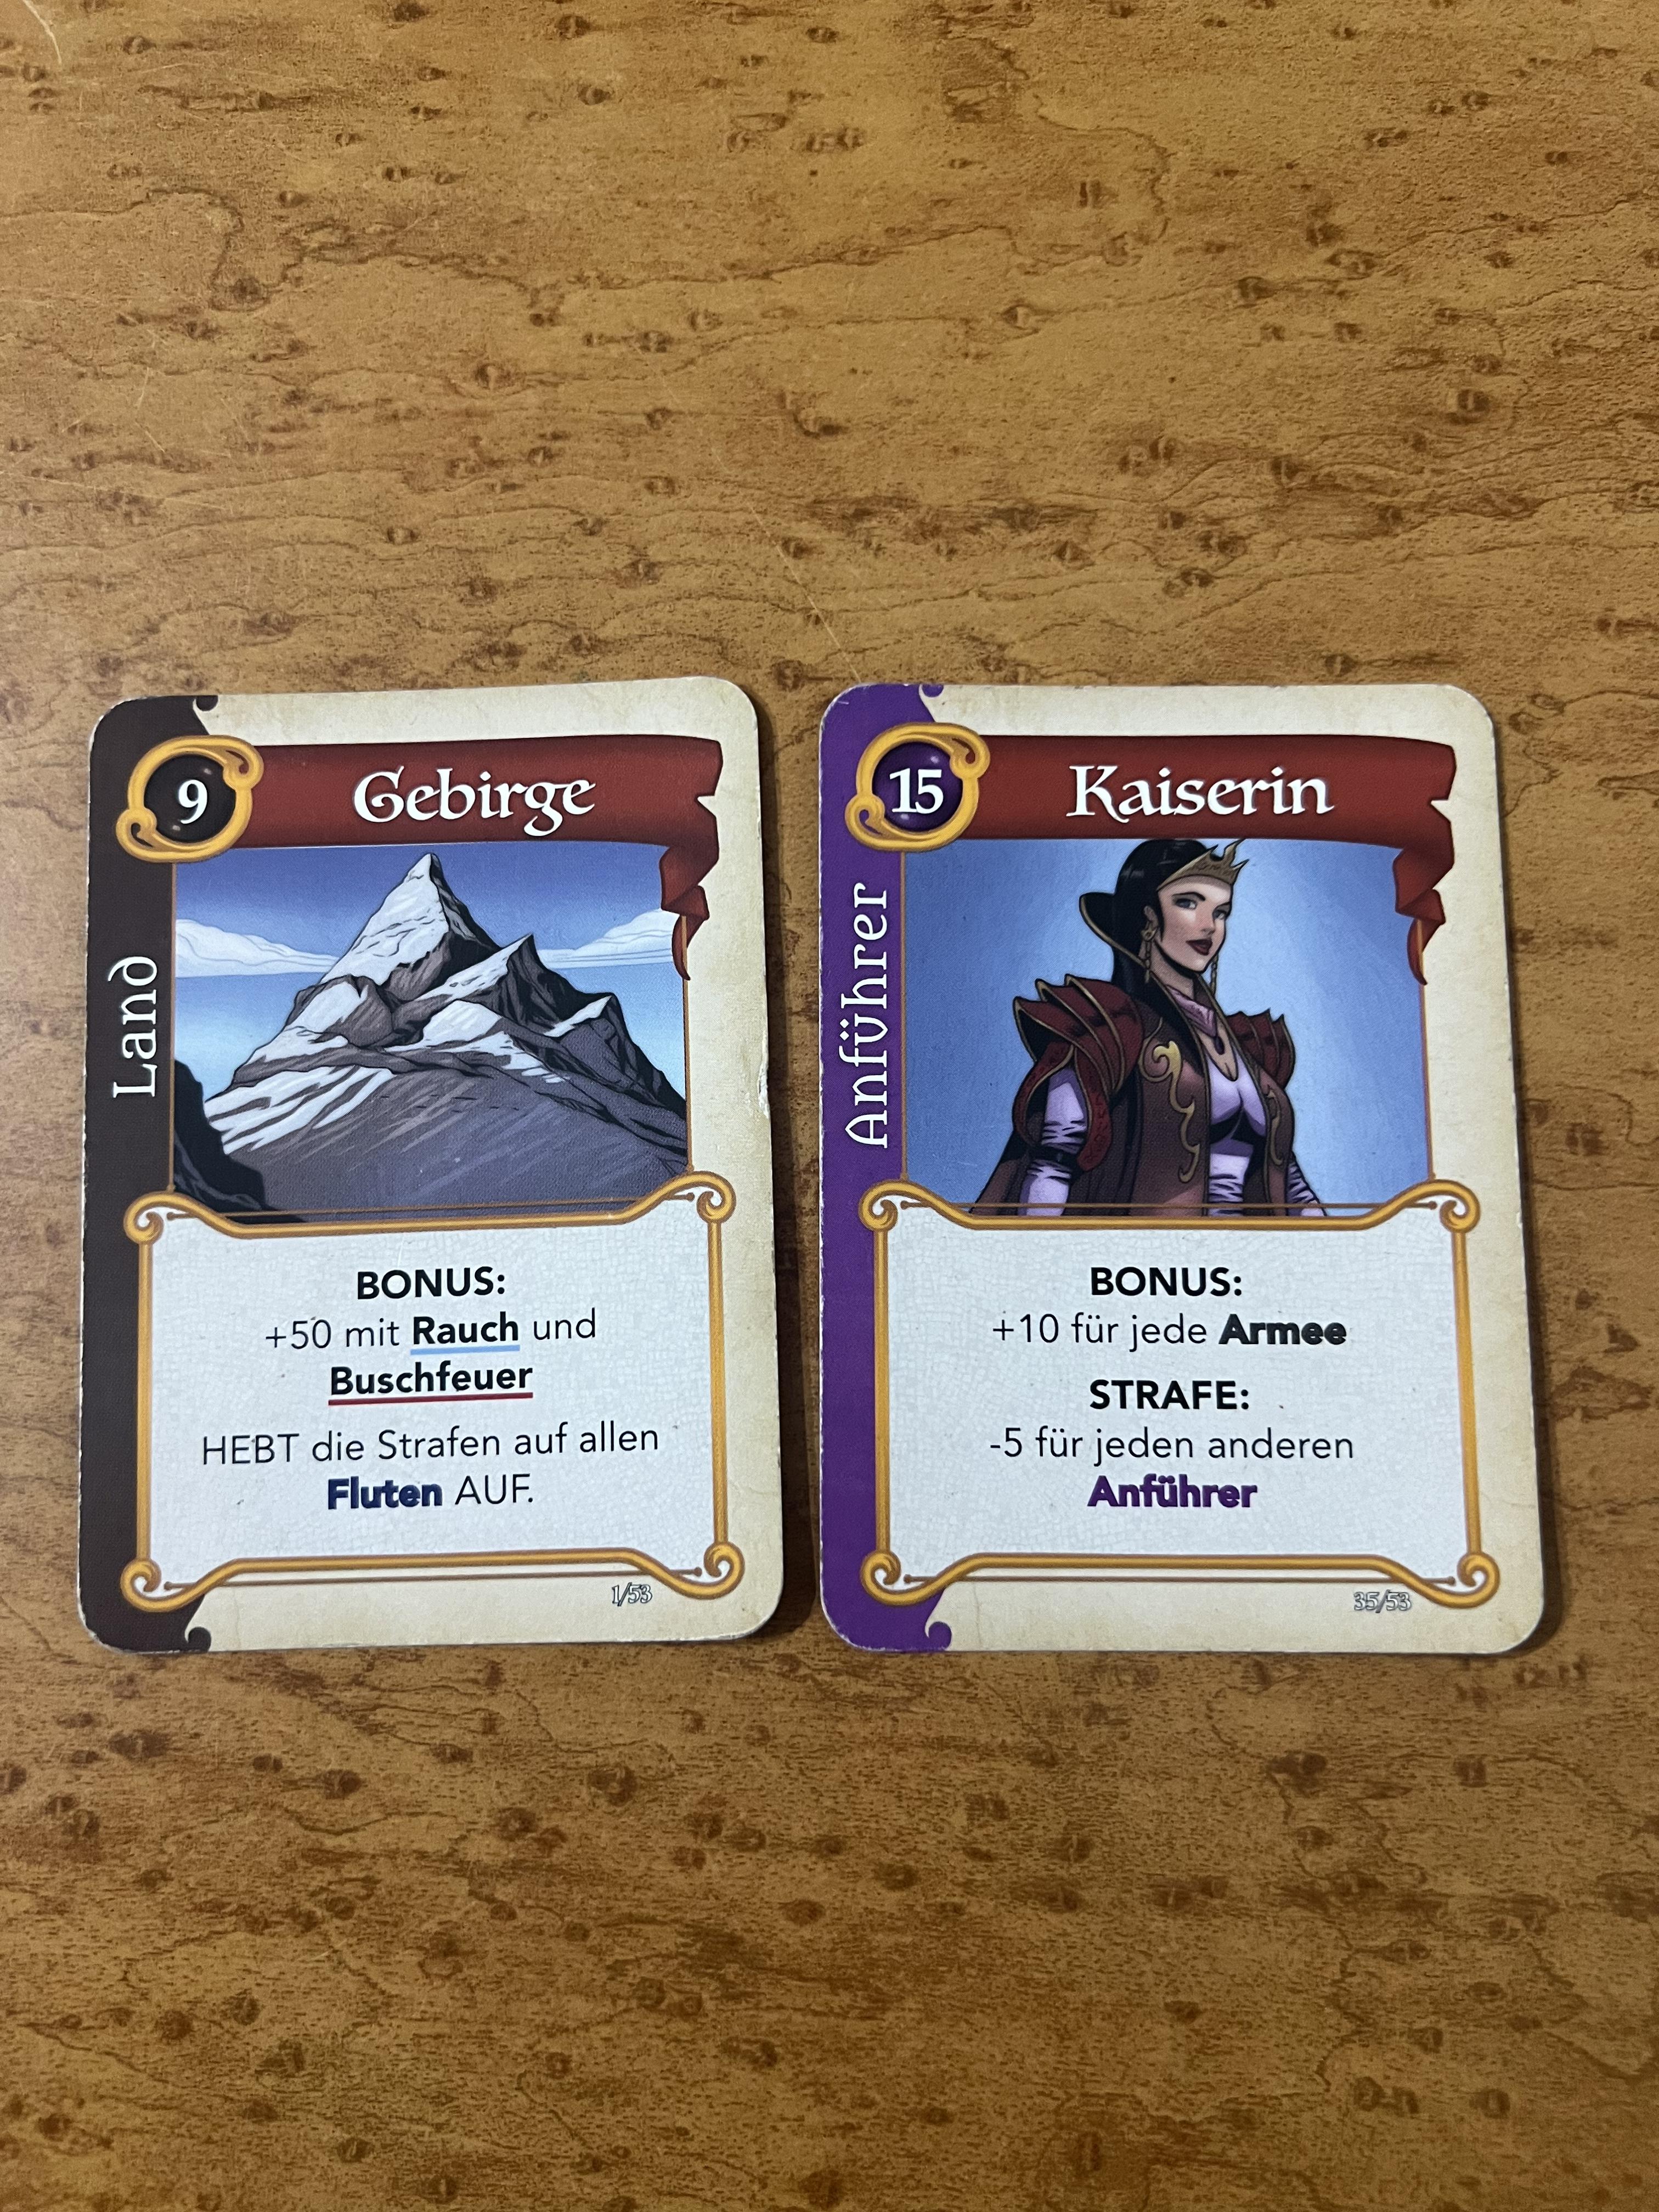 9
Gebirge
Land
BONUS:
+50 mit Rauch und
Buschfeuer
HEBT die Strafen auf allen
Fluten AUF.
1/53
15
Kaiserin
Anführer
BONUS:
+10 für jede Armee
STRAFE:
-5 für jeden anderen
Anführer
35/53